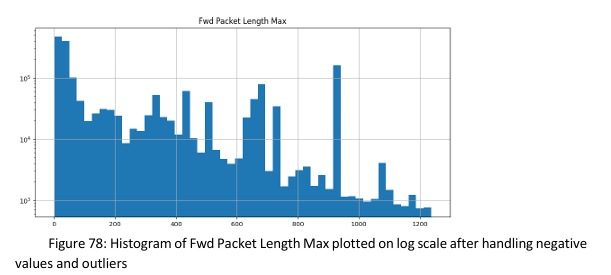 Fwd Packet Length Max
10⁵
10⁴
10³
0 200 400 600 800 1000 1200
Figure 78: Histogram of Fwd Packet Length Max plotted on log scale after handling negative
values and outliers